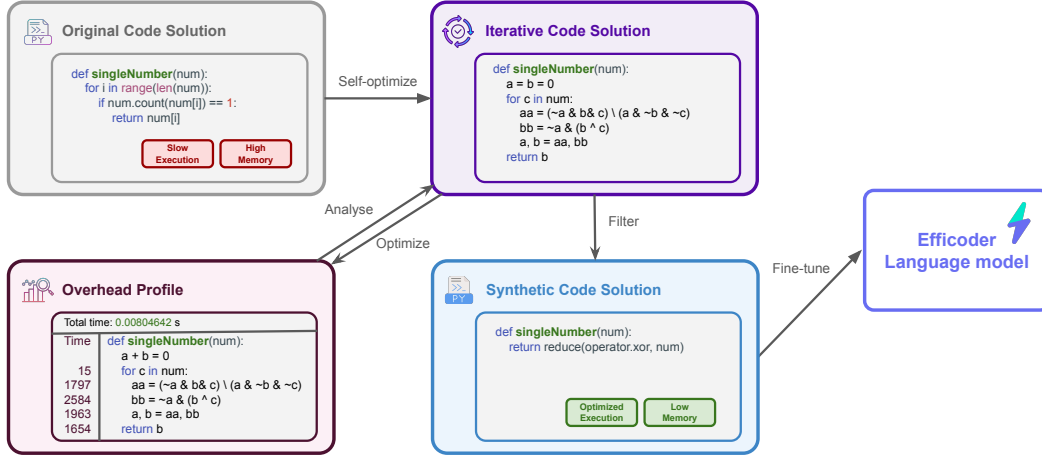 Original Code Solution
PY
def singleNumber(num):
for i in range(len(num)):
if num.count(num[i]) == 1:
return num[i]
Slow
Execution
High
Memory
Self-optimize
Iterative Code Solution
def singleNumber(num):
a = b = 0
for c in num:
aa = (~a & b& c) \ (a & ~b & ~c)
bb = ~a & (b ^ c)
a, b = aa, bb
return b
Analyse
Optimize
Filter
Overhead Profile
Total time: 0.00804642 s
Time def singleNumber(num):
a + b = 0
15 for c in num:
1797 aa = (~a & b& c) \ (a & ~b & ~c)
2584 bb = ~a & (b ^ c)
1963 a, b = aa, bb
1654 return b
Synthetic Code Solution
PY
def singleNumber(num):
return reduce(operator.xor, num)
Optimized
Execution
Low
Memory
Fine-tune
Efficoder
Language model